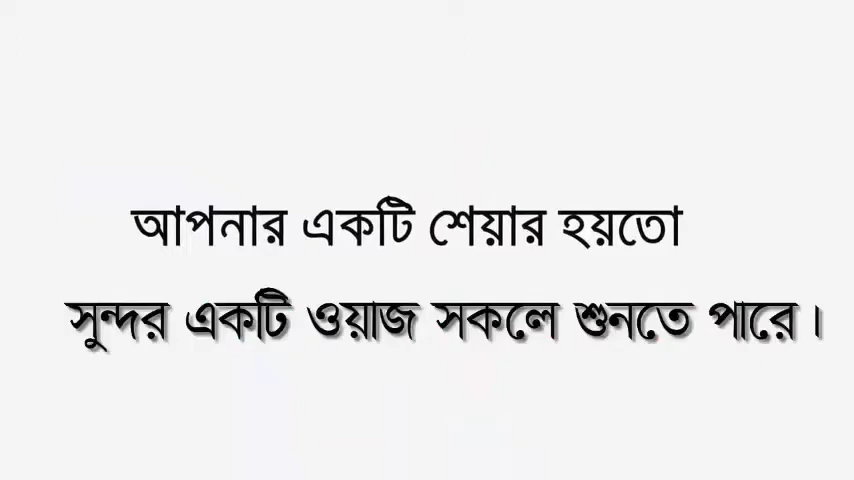 আপনার একটি শেয়ার হয়তো
সুন্দর একটি ওয়াজ সকলে শুনতে পারে।